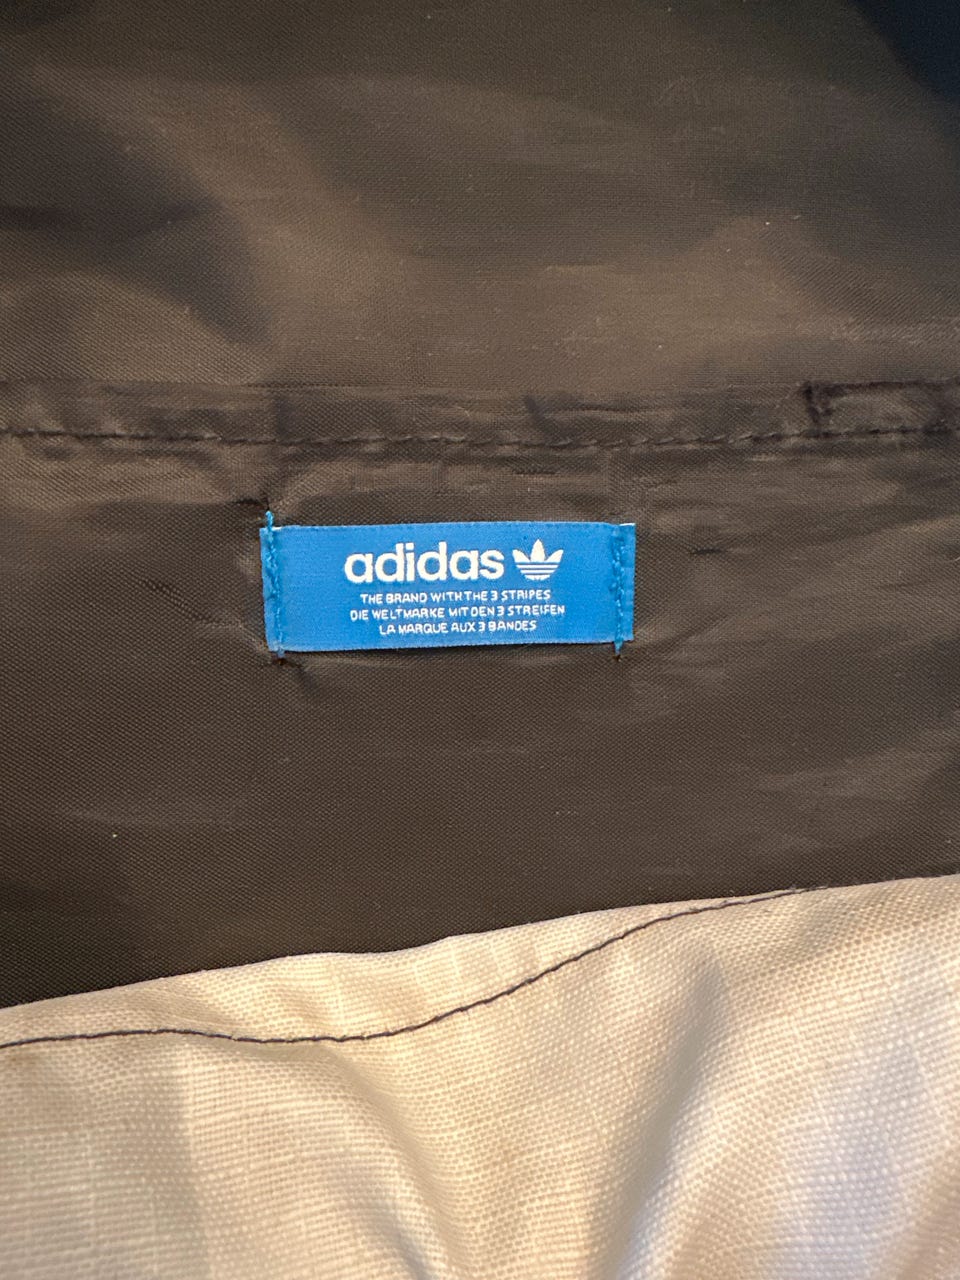 adidas
THE BRAND WITH THE 3 STRIPES
DIE WELTMARKE MIT DEN 3 STREIFEN
LA MARQUE AUX 3 BANDES